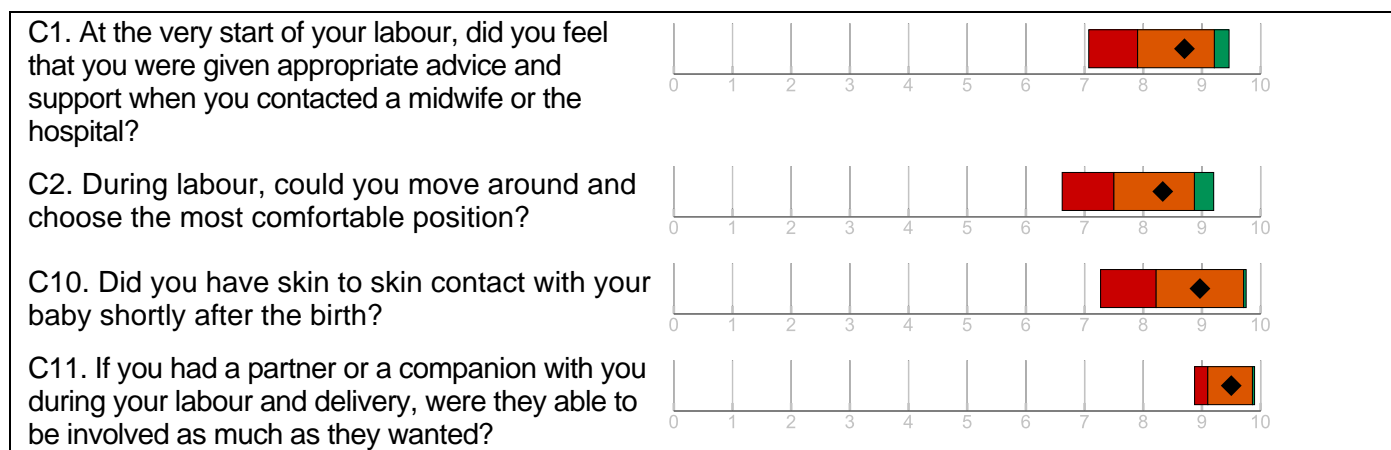 C1. At the very start of your labour, did you feel
that you were given appropriate advice and
support when you contacted a midwife or the
hospital?
0 1 2 3 4 5 6 7 8 9 10
C2. During labour, could you move around and
choose the most comfortable position?
0 1 2 3 4 5 6 7 8 9 10
C10. Did you have skin to skin contact with your
baby shortly after the birth?
0 1 2 3 4 5 6 7 8 9 10
C11. If you had a partner or a companion with you
during your labour and delivery, were they able to
be involved as much as they wanted?
0 1 2 3 4 5 6 7 8 9 10